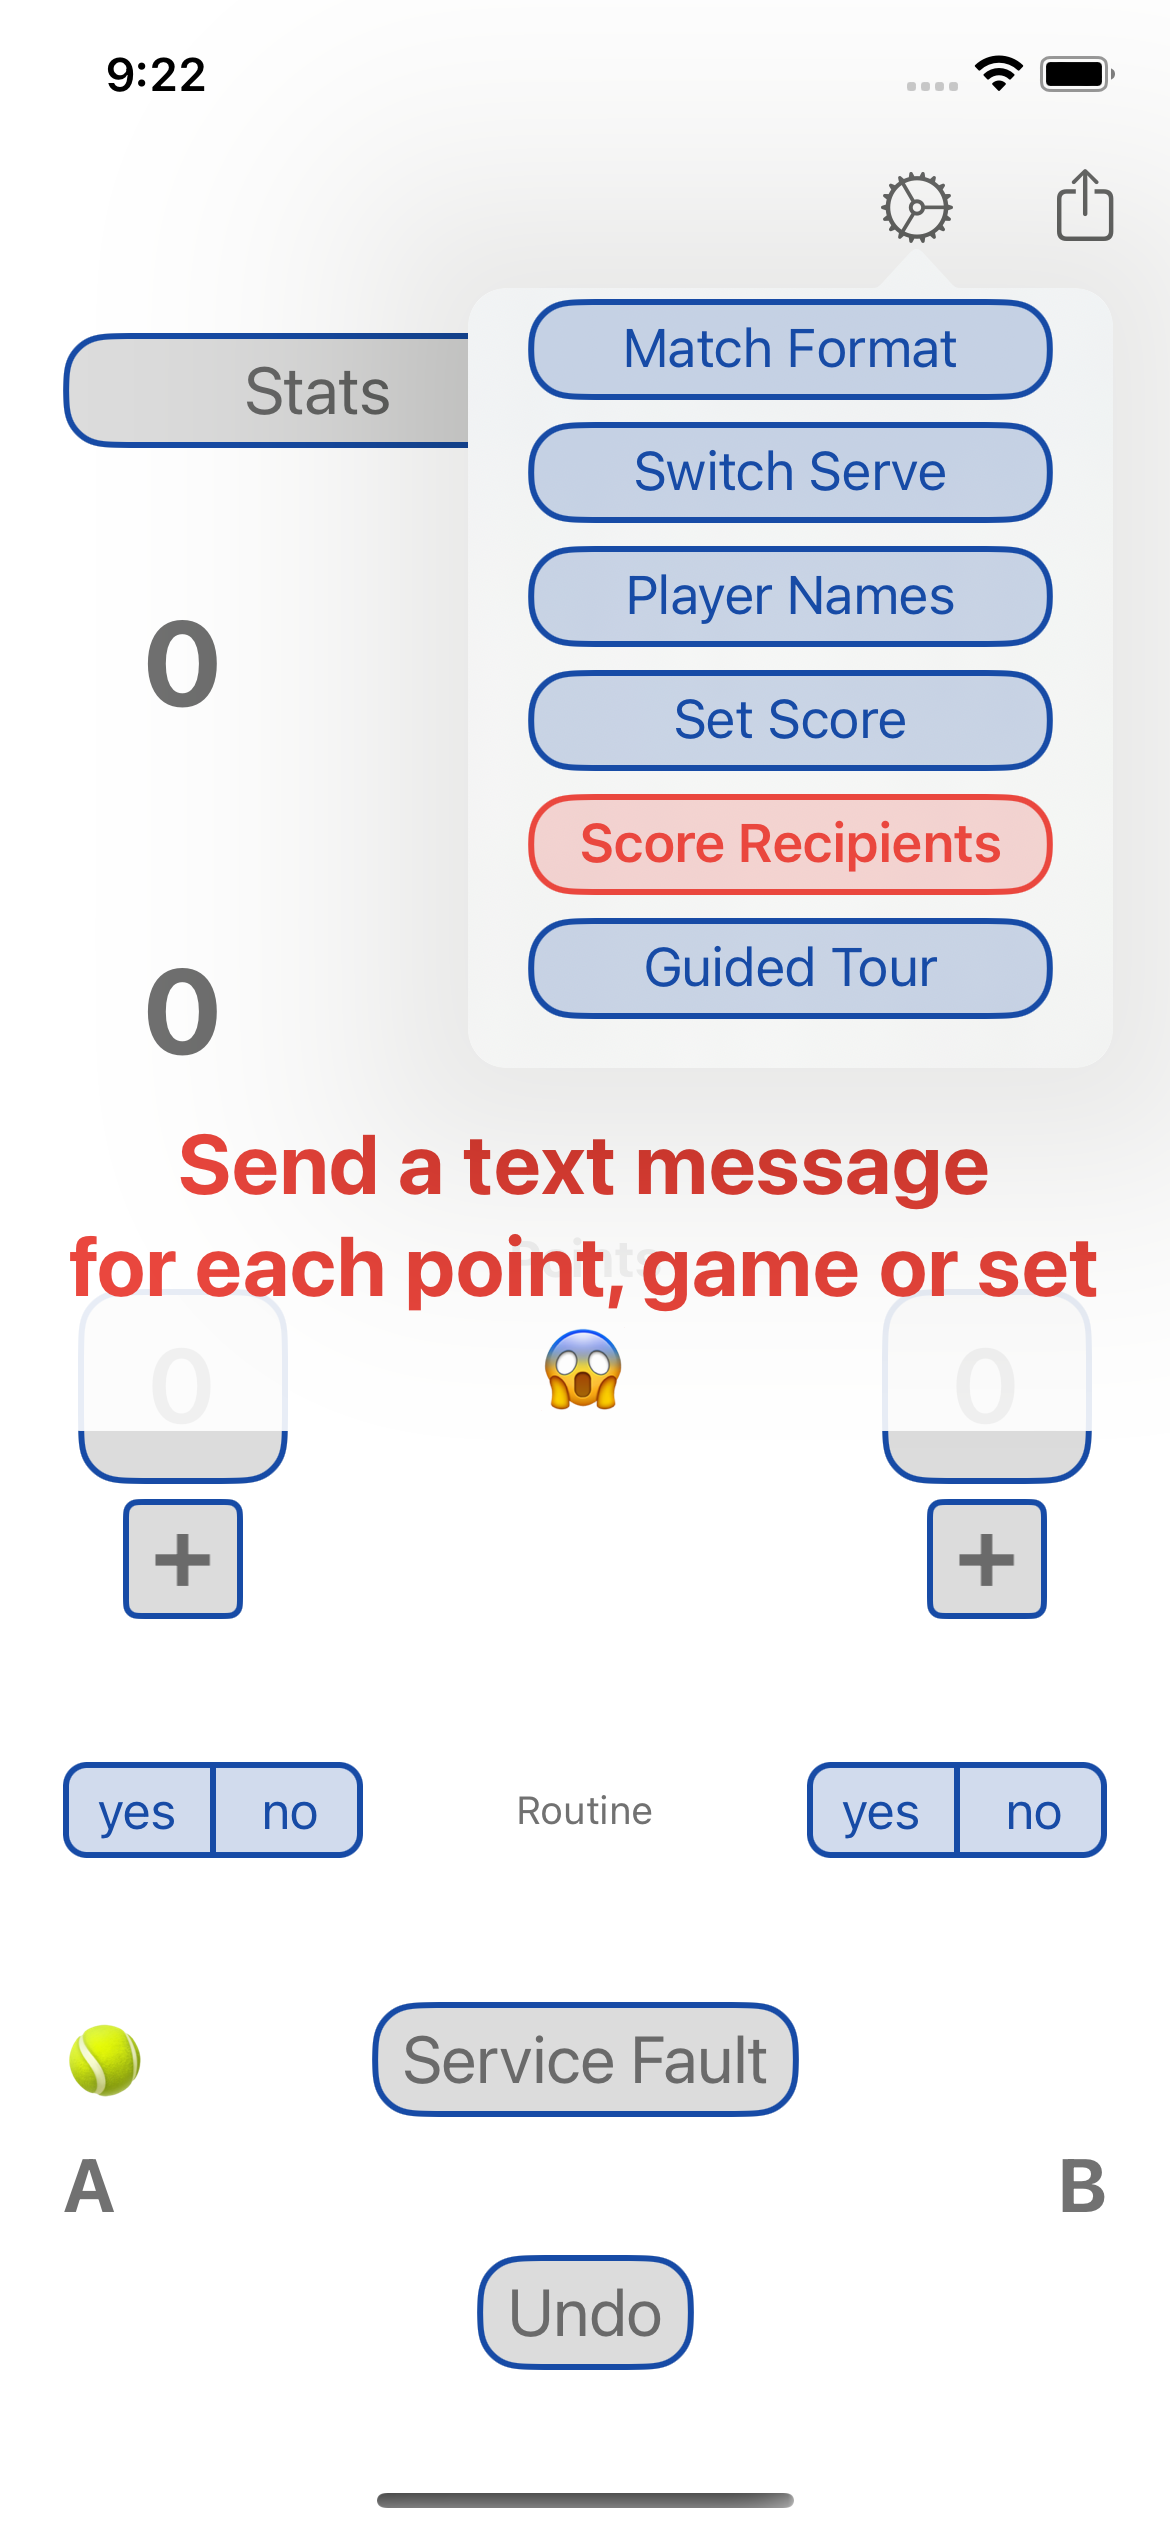 9:22
Stats
Match Format
Switch Serve
Player Names
Set Score
Score Recipients
Guided Tour
0
0
Send a text message
for each point, game or set
Points
0
0
+
+
yes no
Routine
yes no
Service Fault
A
B
Undo